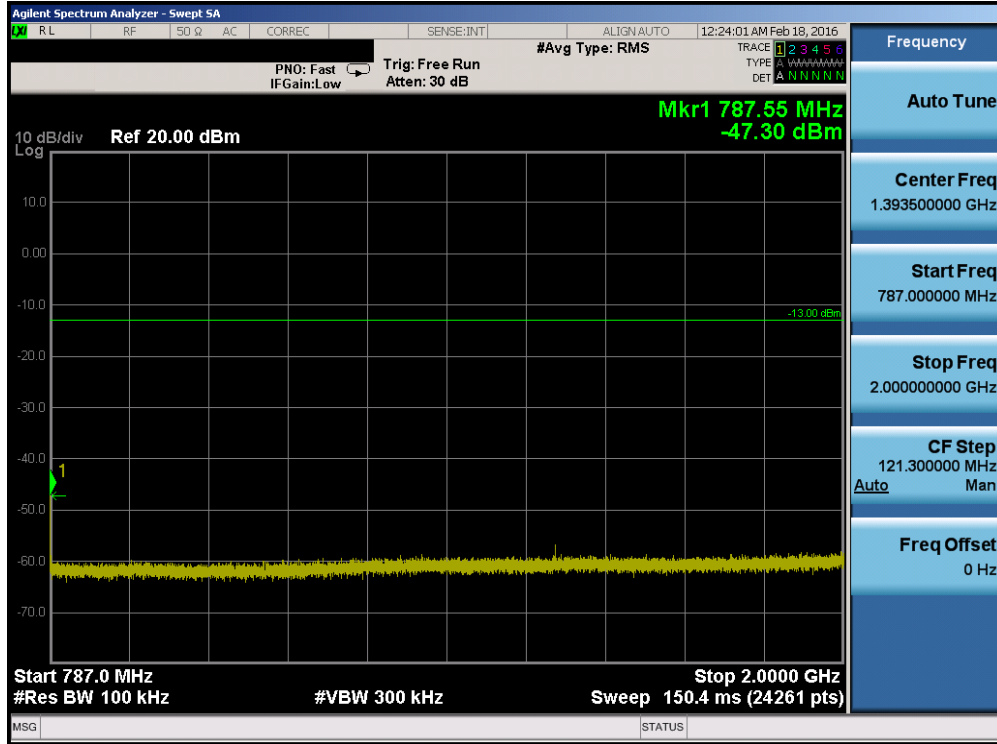 Agilent Spectrum Analyzer - Swept SA
LXI RL RF 50 Ω AC CORREC SENSE:INT ALIGNAUTO 12:24:01 AM Feb 18, 2016
#Avg Type: RMS
TRACE 1 2 3 4 5 6
TYPE A
DET A N N N N N
PNO: Fast
IFGain:Low
Trig: Free Run
Atten: 30 dB
Mkr1 787.55 MHz
-47.30 dBm
10 dB/div Ref 20.00 dBm
Log
10.0
0.00
-10.0
-13.00 dBm
-20.0
-30.0
-40.0
1
-50.0
-60.0
-70.0
Start 787.0 MHz Stop 2.0000 GHz
#Res BW 100 kHz #VBW 300 kHz Sweep 150.4 ms (24261 pts)
MSG STATUS
Frequency
Auto Tune
Center Freq
1.393500000 GHz
Start Freq
787.000000 MHz
Stop Freq
2.000000000 GHz
CF Step
121.300000 MHz
Auto Man
Freq Offset
0 Hz